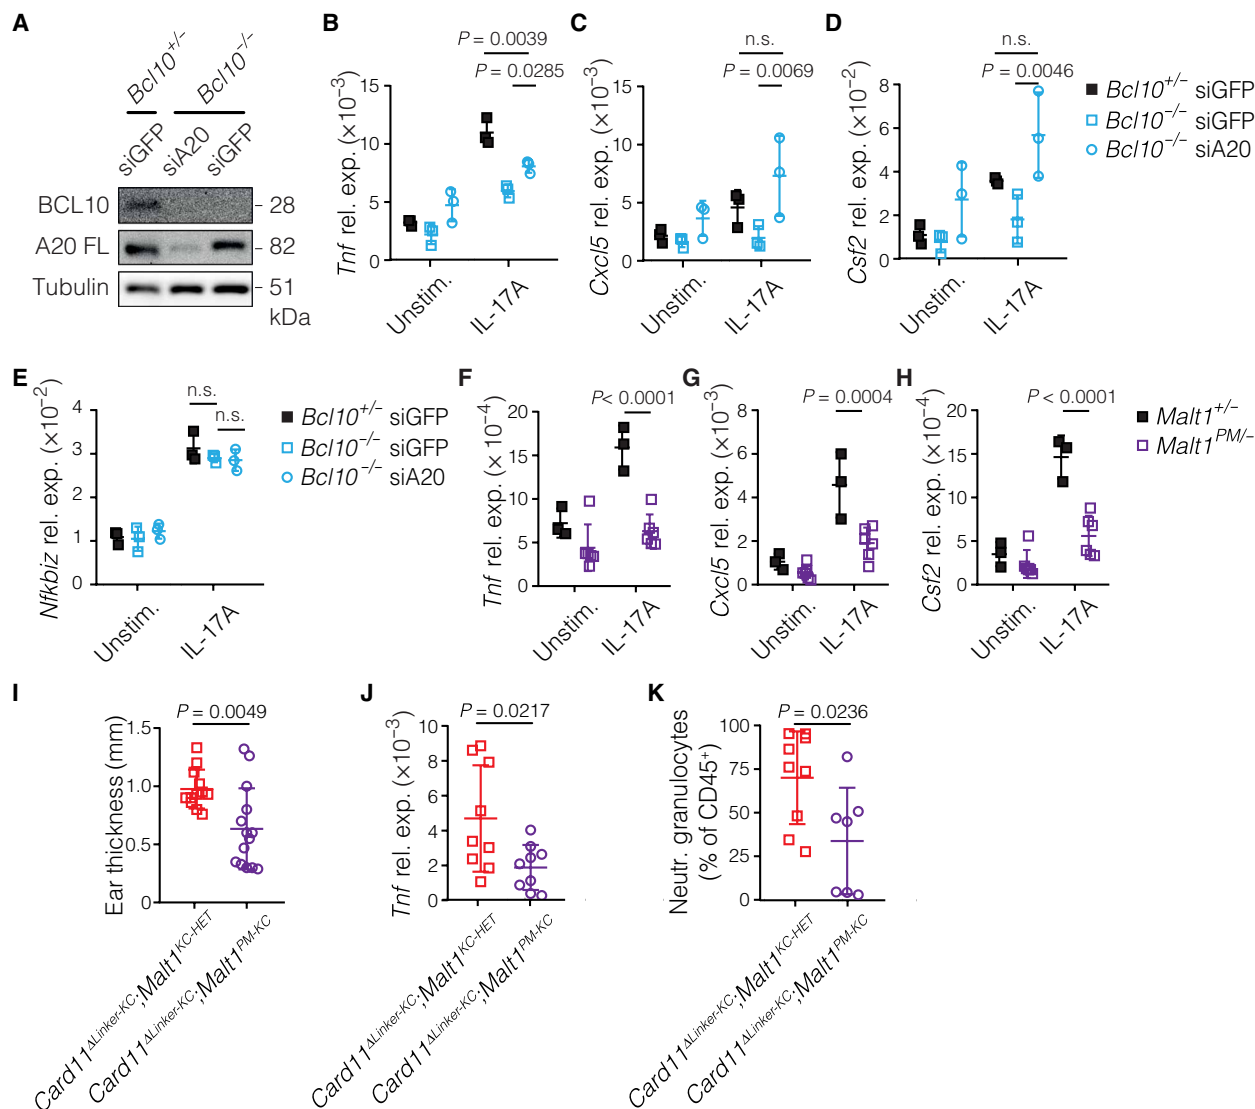 A
Bcl10+/-
Bcl10−/−
siGFP
siA20
siGFP
BCL10
28
A20 FL
82
Tubulin
51
kDa
B
P = 0.0039
P = 0.0285
Tnf rel. exp. (×10−3)
15
10
5
0
Unstim.
IL-17A
C
n.s.
P = 0.0069
Cxcl5 rel. exp. (×10−3)
15
10
5
0
Unstim.
IL-17A
D
n.s.
P = 0.0046
Csf2 rel. exp. (×10−2)
8
6
4
2
0
Unstim.
IL-17A
Bcl10+/− siGFP
Bcl10−/− siGFP
Bcl10−/− siA20
E
n.s.
n.s.
Nfkbiz rel. exp. (×10−2)
4
3
2
1
0
Unstim.
IL-17A
Bcl10+/− siGFP
Bcl10−/− siGFP
Bcl10−/− siA20
F
P< 0.0001
Tnf rel. exp. (×10−4)
20
15
10
5
0
Unstim.
IL-17A
G
P = 0.0004
Cxcl5 rel. exp. (×10−3)
8
6
4
2
0
Unstim.
IL-17A
H
P < 0.0001
Csf2 rel. exp. (×10−4)
20
15
10
5
0
Unstim.
IL-17A
Malt1+/−
Malt1PM/−
I
P = 0.0049
Ear thickness (mm)
1.5
1.0
0.5
0
Card11ΔLinker-KC;Malt1KC-HET
Card11ΔLinker-KC;Malt1PM-KC
J
P = 0.0217
Tnf rel. exp. (×10−3)
10
8
6
4
2
0
Card11ΔLinker-KC;Malt1KC-HET
Card11ΔLinker-KC;Malt1PM-KC
K
P = 0.0236
Neutr. granulocytes
(% of CD45+)
100
75
50
25
0
Card11ΔLinker-KC;Malt1KC-HET
Card11ΔLinker-KC;Malt1PM-KC